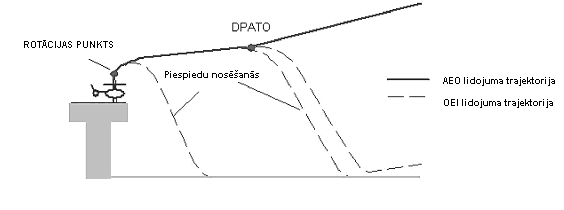 DPATO
ROTĀCIJAS PUNKTS
Piespiedu nosēšanās
AEO lidojuma trajektorija
OEI lidojuma trajektorija